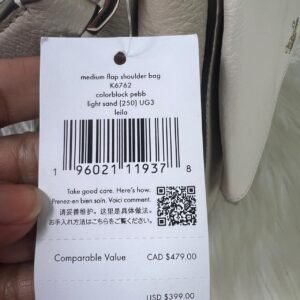 medium flap shoulder bag
K6762
colorblock pebb
light sand (250) UG3
leila
1 96021 11937 8
Take good care. Here's how.
Prenez-en bien soin. Voici comment.
请妥善维护。这里是具体做法。
お手入れ方法はこちらをご覧ください。
Comparable Value CAD $479.00
USD $399.00